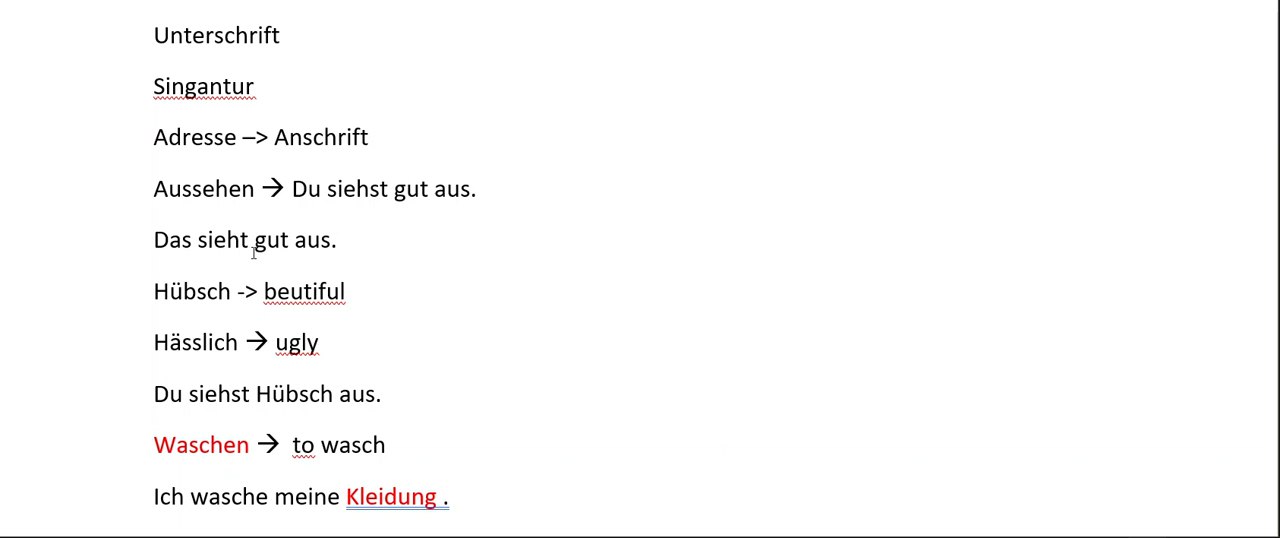 Unterschrift
Singantur
Adresse –> Anschrift
Aussehen → Du siehst gut aus.
Das sieht gut aus.
Hübsch -> beutiful
Hässlich → ugly
Du siehst Hübsch aus.
Waschen → to wasch
Ich wasche meine Kleidung .